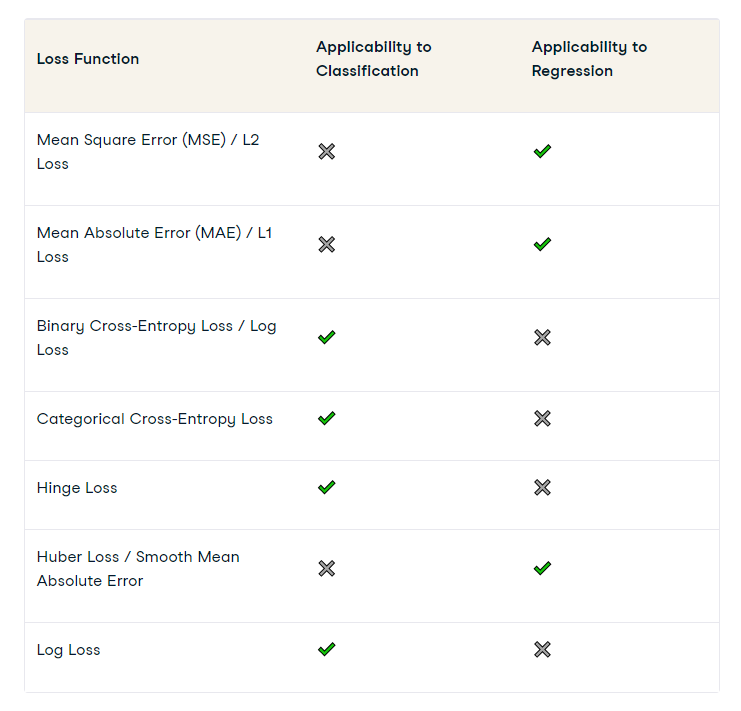 Loss Function
Applicability to
Classification
Applicability to
Regression
Mean Square Error (MSE) / L2
Loss
Mean Absolute Error (MAE) / L1
Loss
Binary Cross-Entropy Loss / Log
Loss
Categorical Cross-Entropy Loss
Hinge Loss
Huber Loss / Smooth Mean
Absolute Error
Log Loss